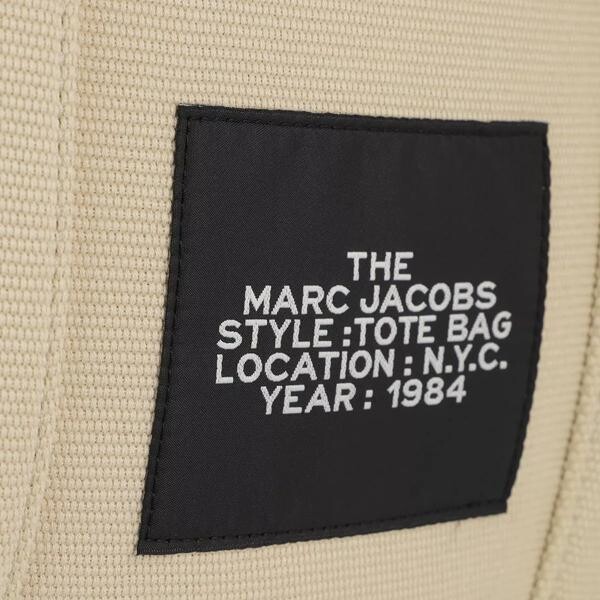 THE
MARC JACOBS
STYLE :TOTE BAG
LOCATION : N.Y.C.
YEAR : 1984